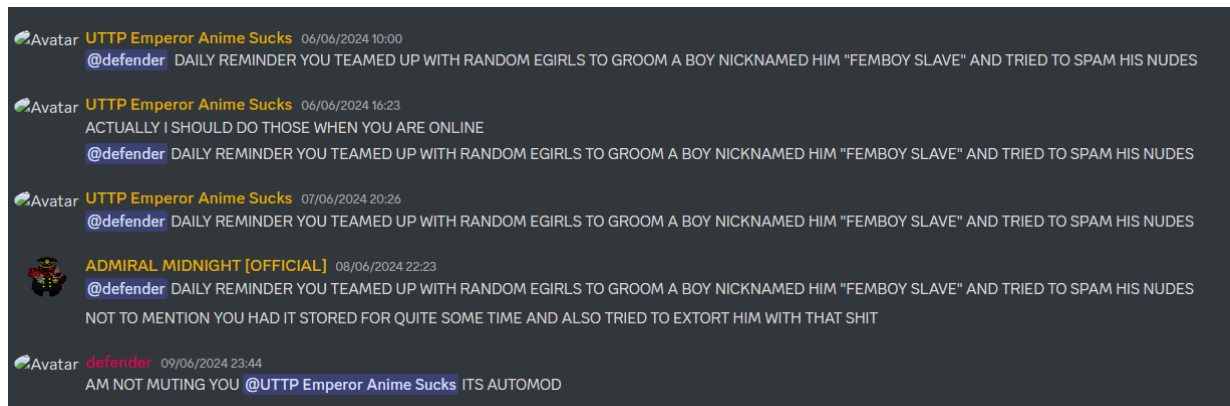 Avatar UTTP Emperor Anime Sucks 06/06/2024 10:00
@defender DAILY REMINDER YOU TEAMED UP WITH RANDOM EGIRLS TO GROOM A BOY NICKNAMED HIM "FEMBOY SLAVE" AND TRIED TO SPAM HIS NUDES
Avatar UTTP Emperor Anime Sucks 06/06/2024 16:23
ACTUALLY I SHOULD DO THOSE WHEN YOU ARE ONLINE
@defender DAILY REMINDER YOU TEAMED UP WITH RANDOM EGIRLS TO GROOM A BOY NICKNAMED HIM "FEMBOY SLAVE" AND TRIED TO SPAM HIS NUDES
Avatar UTTP Emperor Anime Sucks 07/06/2024 20:26
@defender DAILY REMINDER YOU TEAMED UP WITH RANDOM EGIRLS TO GROOM A BOY NICKNAMED HIM "FEMBOY SLAVE" AND TRIED TO SPAM HIS NUDES
ADMIRAL MIDNIGHT [OFFICIAL] 08/06/2024 22:23
@defender DAILY REMINDER YOU TEAMED UP WITH RANDOM EGIRLS TO GROOM A BOY NICKNAMED HIM "FEMBOY SLAVE" AND TRIED TO SPAM HIS NUDES
NOT TO MENTION YOU HAD IT STORED FOR QUITE SOME TIME AND ALSO TRIED TO EXTORT HIM WITH THAT SHIT
Avatar defender 09/06/2024 23:44
AM NOT MUTING YOU @UTTP Emperor Anime Sucks ITS AUTOMOD